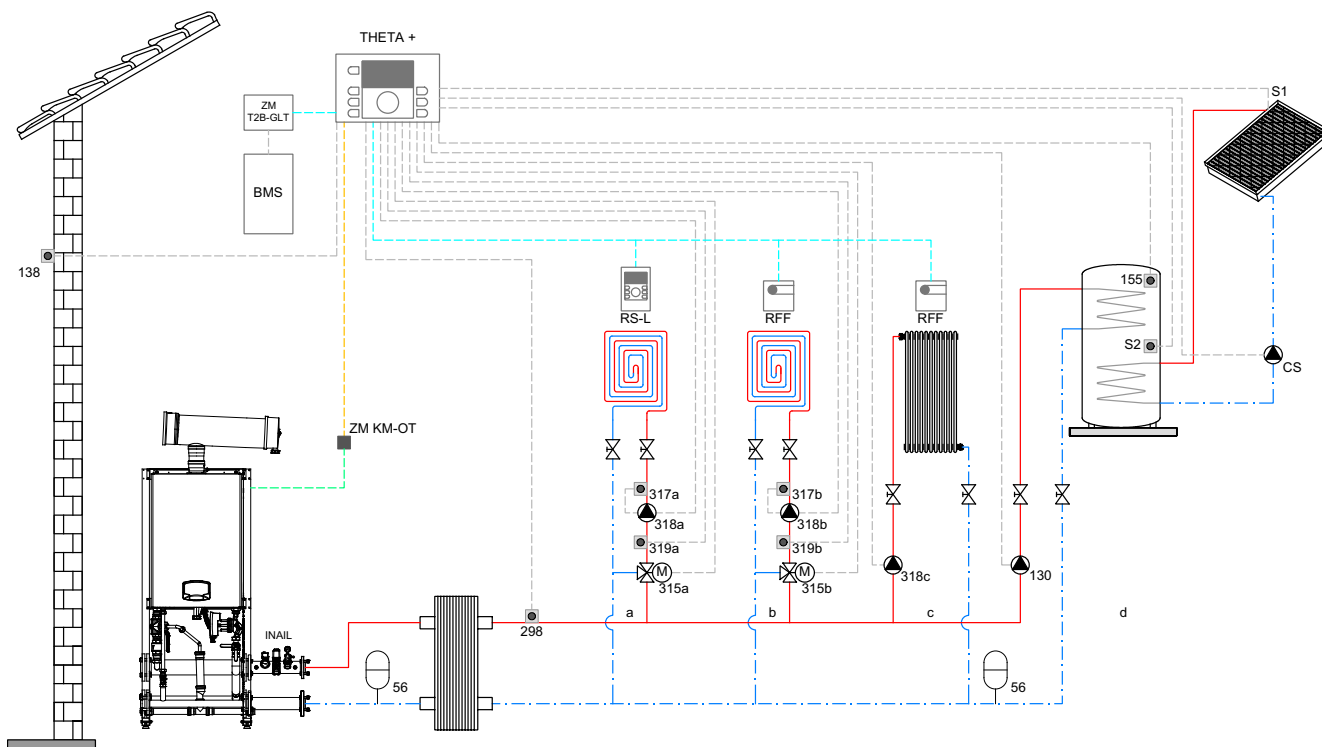 THETA +
S1
ZM
T2B-GLT
BMS
138
155
RS-L
RFF
RFF
S2
CS
ZM KM-OT
317a
317b
318a
318b
319a
319b
318c
130
315a
315b
a
b
c
d
298
INAIL
56
56
M
M